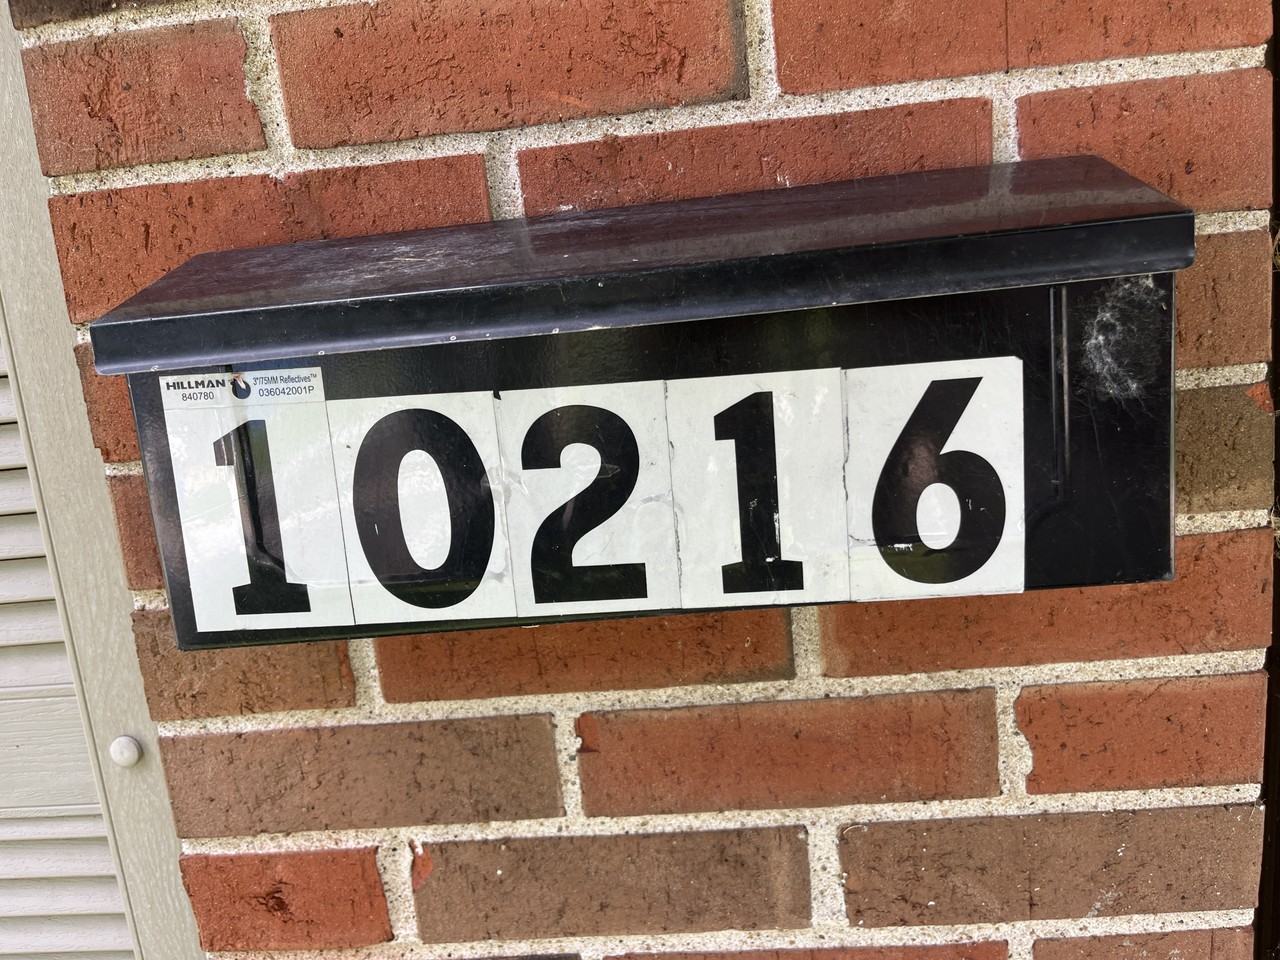 HILLMAN 3"/75MM Reflectives™
840780 036042001P
10216